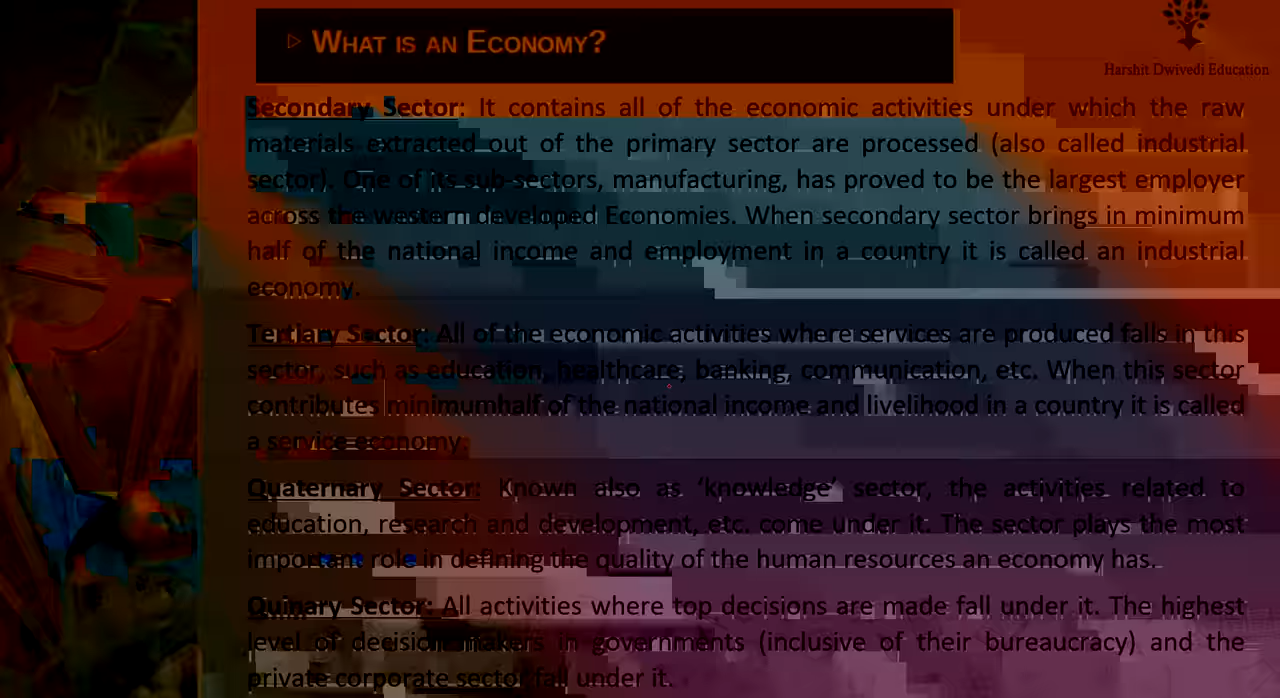 What is an Economy?
Harshit Dwivedi Education
Secondary Sector: It contains all of the economic activities under which the raw
materials extracted out of the primary sector are processed (also called industrial
sector). One of its sub-sectors, manufacturing, has proved to be the largest employer
across the western developed Economies. When secondary sector brings in minimum
half of the national income and employment in a country it is called an industrial
economy.
Tertiary Sector: All of the economic activities where services are produced falls in this
sector, such as education, healthcare, banking, communication, etc. When this sector
contributes minimumhalf of the national income and livelihood in a country it is called
a service economy.
Quaternary Sector: Known also as ‘knowledge’ sector, the activities related to
education, research and development, etc. come under it. The sector plays the most
important role in defining the quality of the human resources an economy has.
Quinary Sector: All activities where top decisions are made fall under it. The highest
level of decision makers in governments (inclusive of their bureaucracy) and the
private corporate sector fall under it.